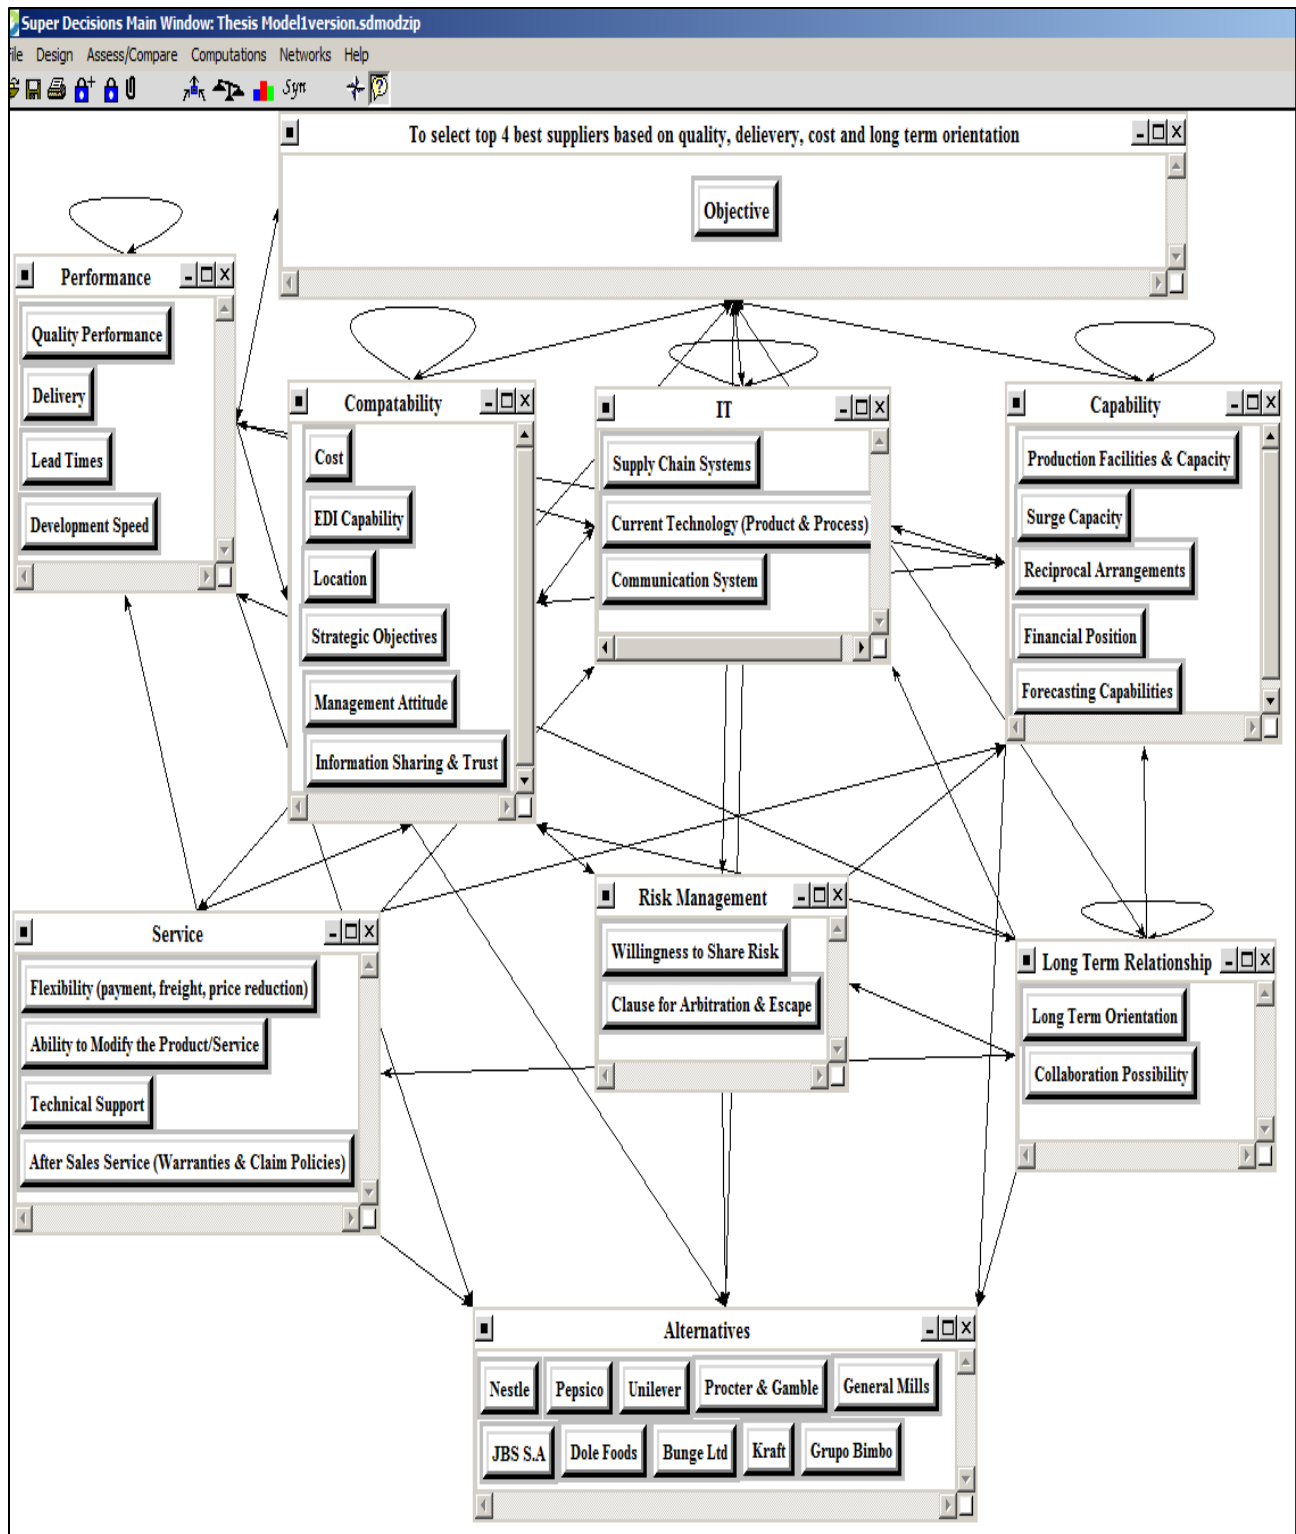 Super Decisions Main Window: Thesis Model1version.sdmodzip
File Design Assess/Compare Computations Networks Help
Syn
To select top 4 best suppliers based on quality, delievery, cost and long term orientation
Objective
Performance
Quality Performance
Delivery
Lead Times
Development Speed
Compatability
Cost
EDI Capability
Location
Strategic Objectives
Management Attitude
Information Sharing & Trust
IT
Supply Chain Systems
Current Technology (Product & Process)
Communication System
Capability
Production Facilities & Capacity
Surge Capacity
Reciprocal Arrangements
Financial Position
Forecasting Capabilities
Service
Flexibility (payment, freight, price reduction)
Ability to Modify the Product/Service
Technical Support
After Sales Service (Warranties & Claim Policies)
Risk Management
Willingness to Share Risk
Clause for Arbitration & Escape
Long Term Relationship
Long Term Orientation
Collaboration Possibility
Alternatives
Nestle Pepsico Unilever Procter & Gamble General Mills
JBS S.A Dole Foods Bunge Ltd Kraft Grupo Bimbo